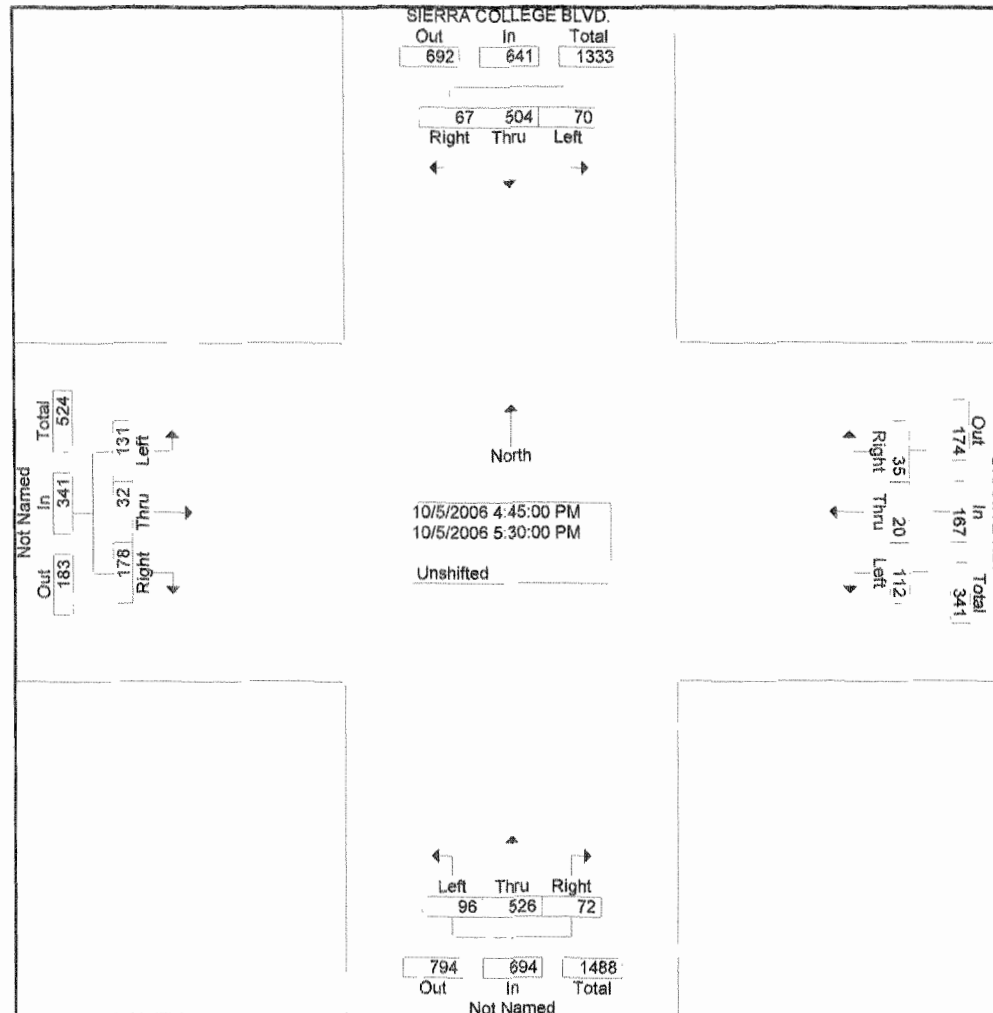 SIERRA COLLEGE BLVD.
Out In Total
692 641 1333
67 504 70
Right Thru Left
Total 524
In 341
Out 183
Not Named
131 Left
32 Thru
178 Right
North
10/5/2006 4:45:00 PM
10/5/2006 5:30:00 PM
Unshifted
Right 35
Thru 20
Left 112
Out 174
In 167
Total 341
Left Thru Right
96 526 72
794 694 1488
Out In Total
Not Named